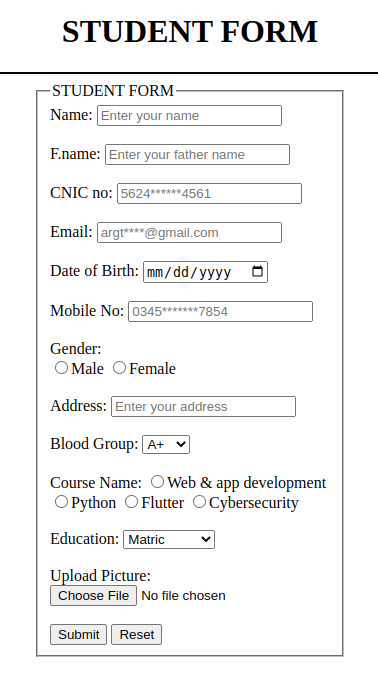 STUDENT FORM
STUDENT FORM
Name: Enter your name
F.name: Enter your father name
CNIC no: 5624******4561
Email: argt****@gmail.com
Date of Birth: mm/dd/yyyy
Mobile No: 0345*******7854
Gender:
Male Female
Address: Enter your address
Blood Group: A+
Course Name: Web & app development
Python Flutter Cybersecurity
Education: Matric
Upload Picture:
Choose File No file chosen
Submit Reset